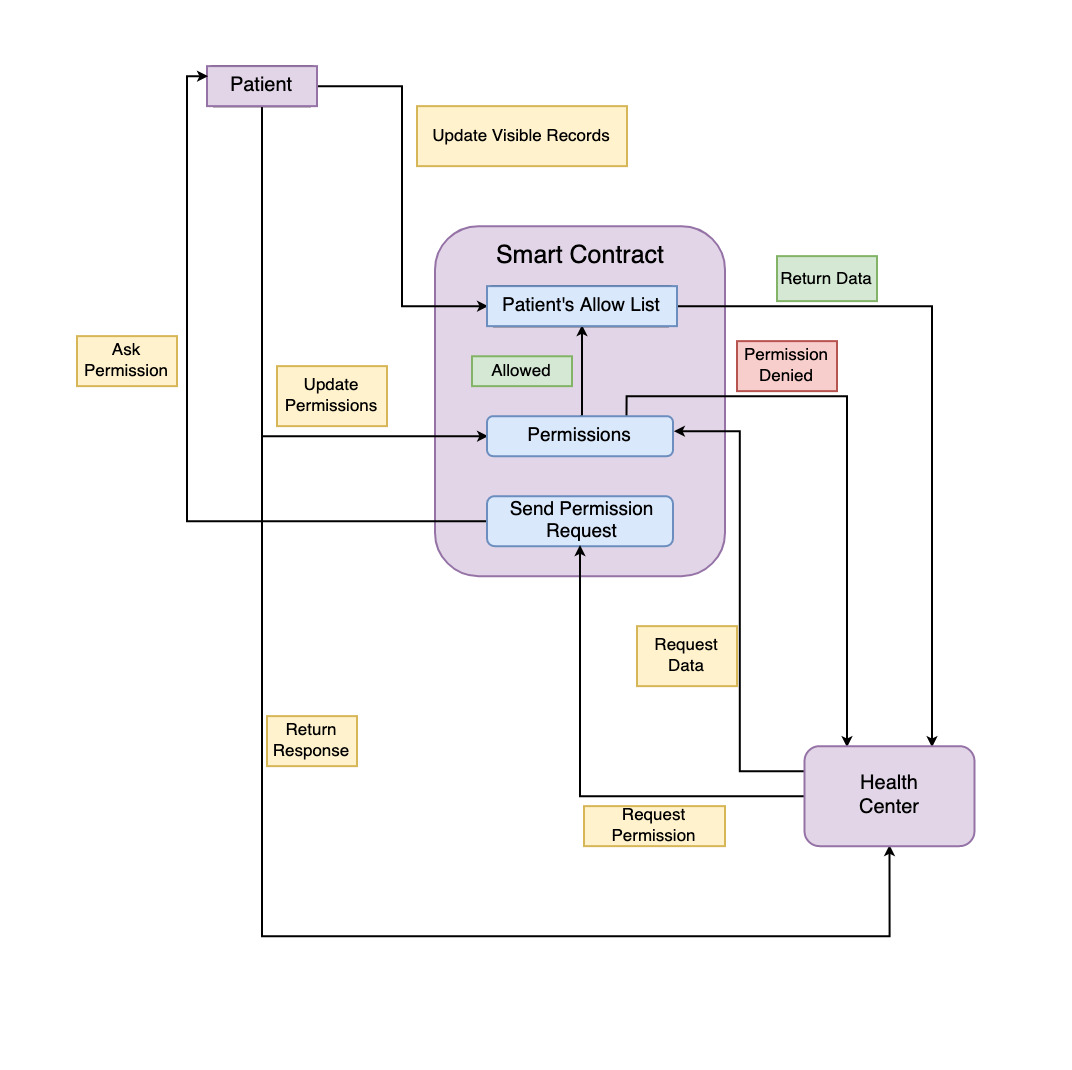 Patient
Update Visible Records
Smart Contract
Return Data
Patient's Allow List
Ask
Permission
Allowed
Permission
Denied
Update
Permissions
Permissions
Send Permission
Request
Request
Data
Return
Response
Health
Center
Request
Permission